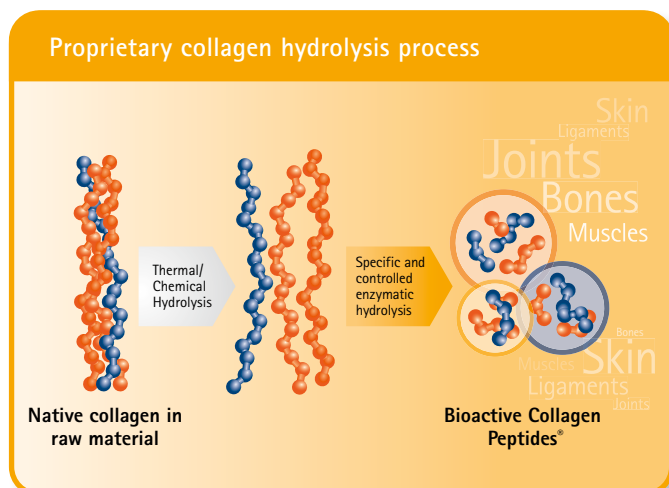 Proprietary collagen hydrolysis process
Skin
Ligaments
Joints
Bones
Muscles
Thermal/
Chemical
Hydrolysis
Specific and
controlled
enzymatic
hydrolysis
Bones
Muscles
Skin
Ligaments
Joints
Native collagen in
raw material
Bioactive Collagen
Peptides®